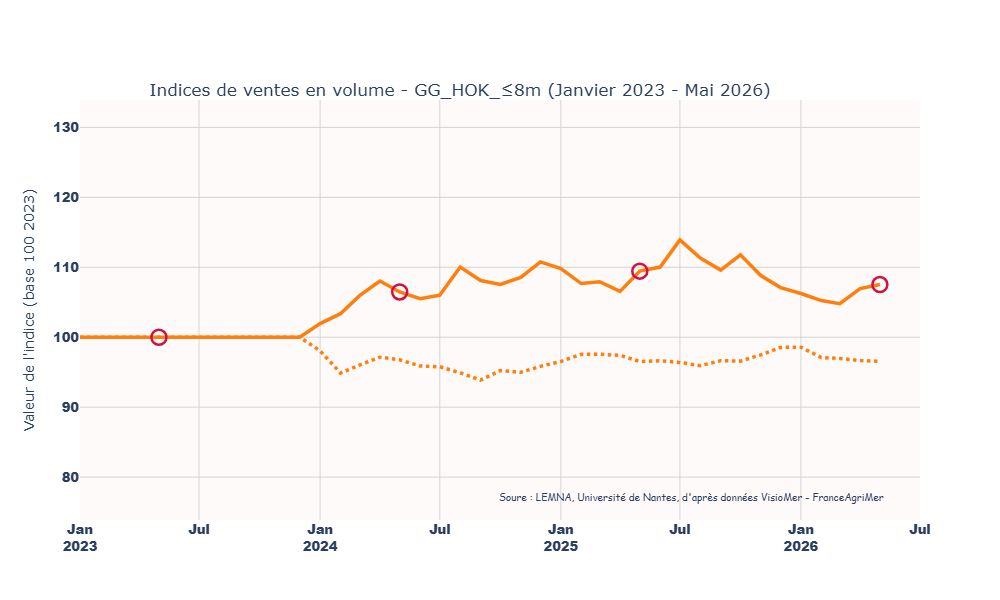 Indices de ventes en volume - GG_HOK_≤8m (Janvier 2023 - Mai 2026)
Valeur de l'indice (base 100 2023)
130
120
110
100
90
80
Soure : LEMNA, Université de Nantes, d'après données VisioMer - FranceAgriMer
Jan Jul Jan Jul Jan Jul Jan Jul
2023 2024 2025 2026